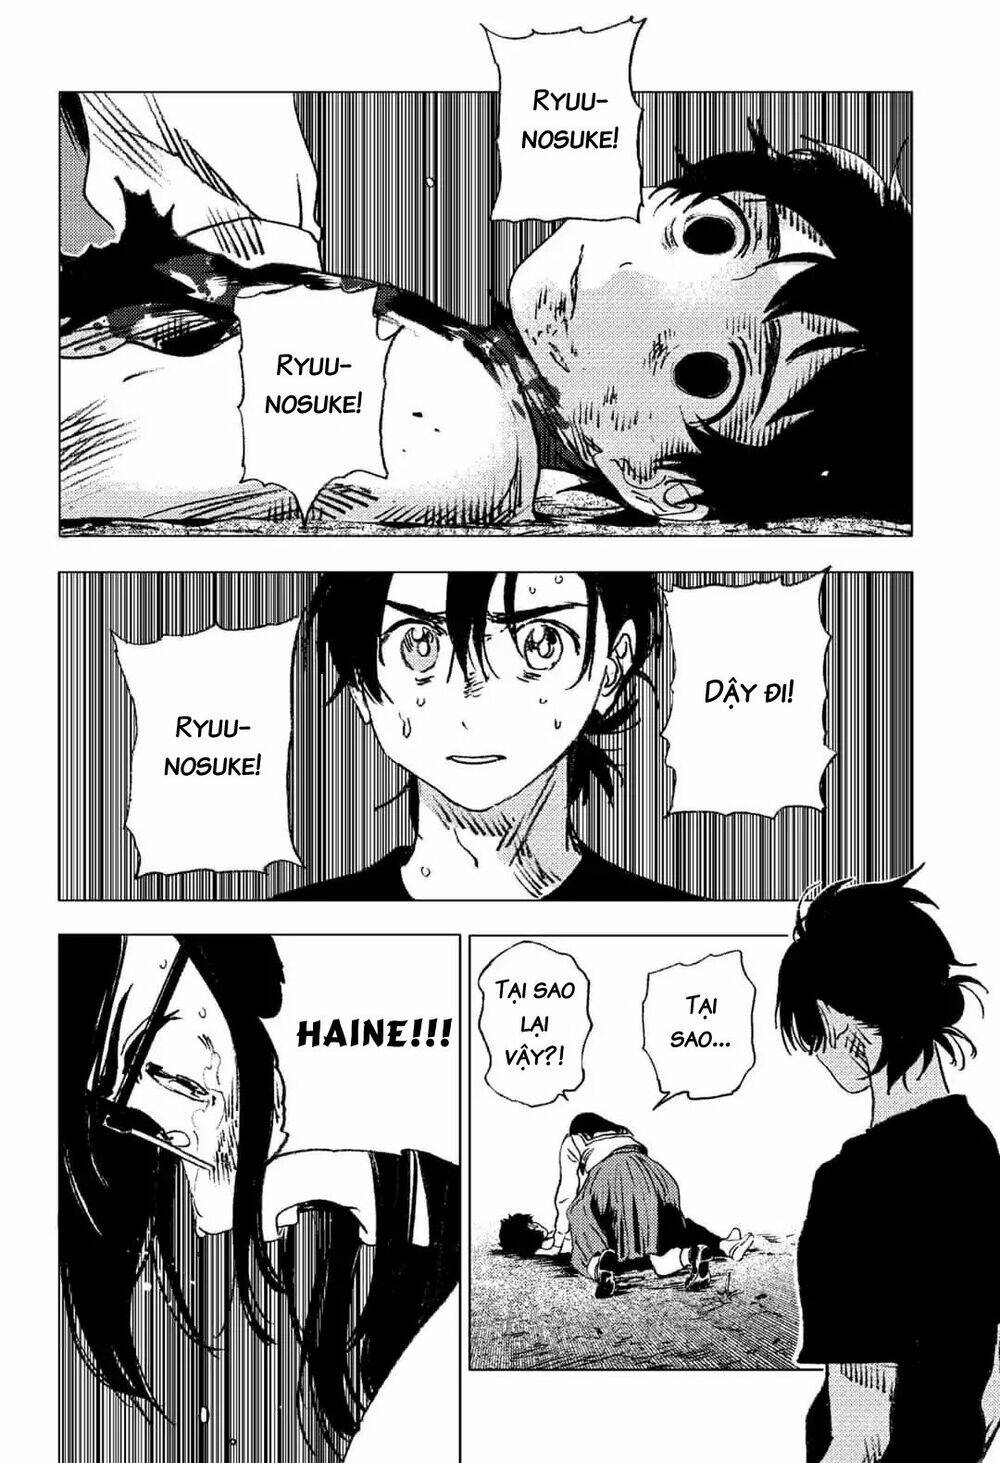 RYUU-
NOSUKE!
RYUU-
NOSUKE!
DẬY ĐI!
RYUU-
NOSUKE!
TẠI
SAO...
TẠI SAO
LẠI
VẬY?!
HAINE!!!